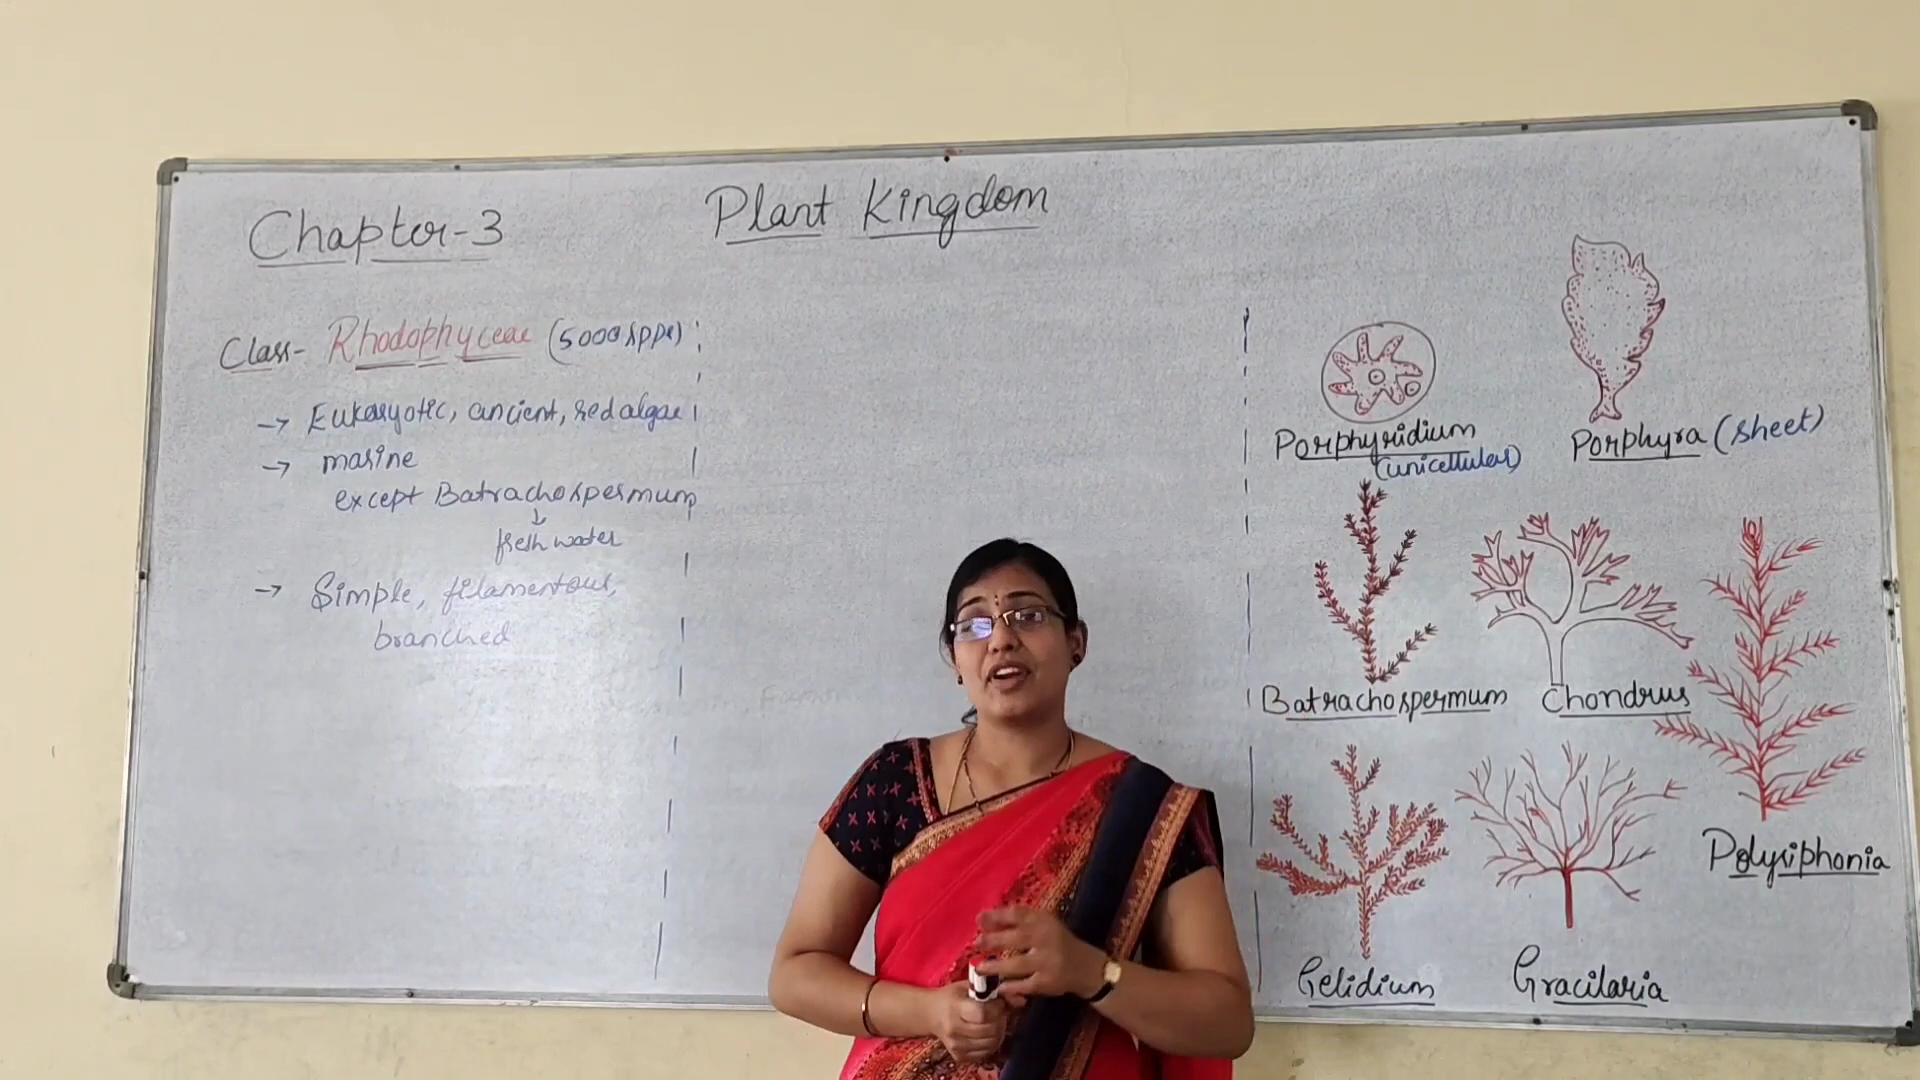 Chapter-3
Plant Kingdom
Class- Rhodophyceae (5000 spps)
→ Eukaryotic, ancient, red algae
→ marine
except Batrachospermum
↓
fresh water
→ Simple, filamentous,
branched
Porphyridium
(unicellular)
Porphyra (sheet)
Batrachospermum
Chondrus
Polysiphonia
Gelidium
Gracilaria